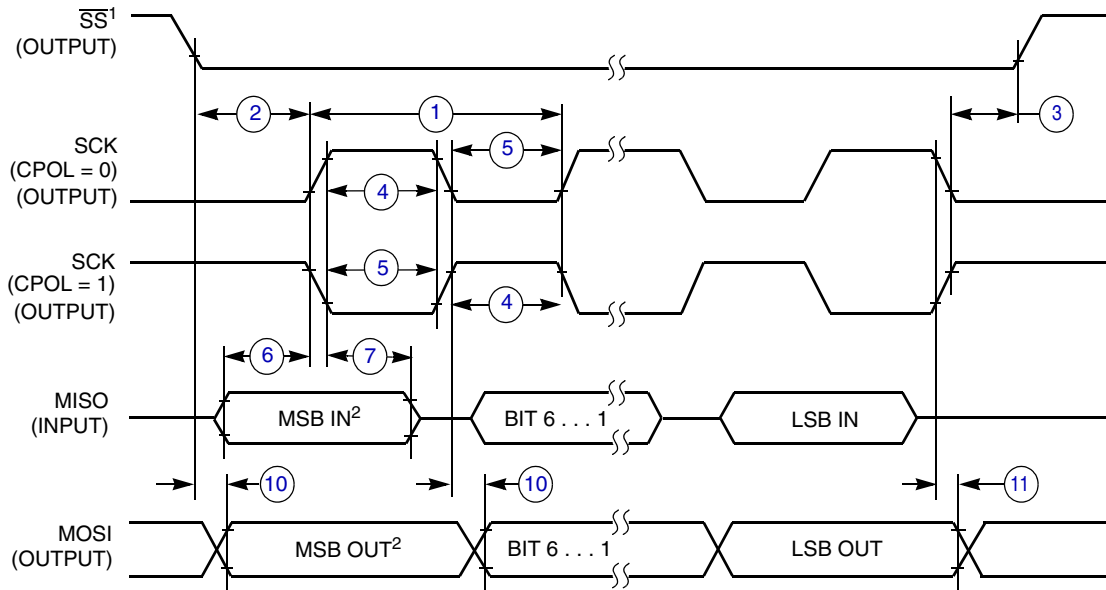 SS¹
(OUTPUT)
2
1
3
SCK
(CPOL = 0)
(OUTPUT)
5
4
SCK
(CPOL = 1)
(OUTPUT)
5
4
6
7
MISO
(INPUT)
MSB IN²
BIT 6 . . . 1
LSB IN
10
10
11
MOSI
(OUTPUT)
MSB OUT²
BIT 6 . . . 1
LSB OUT